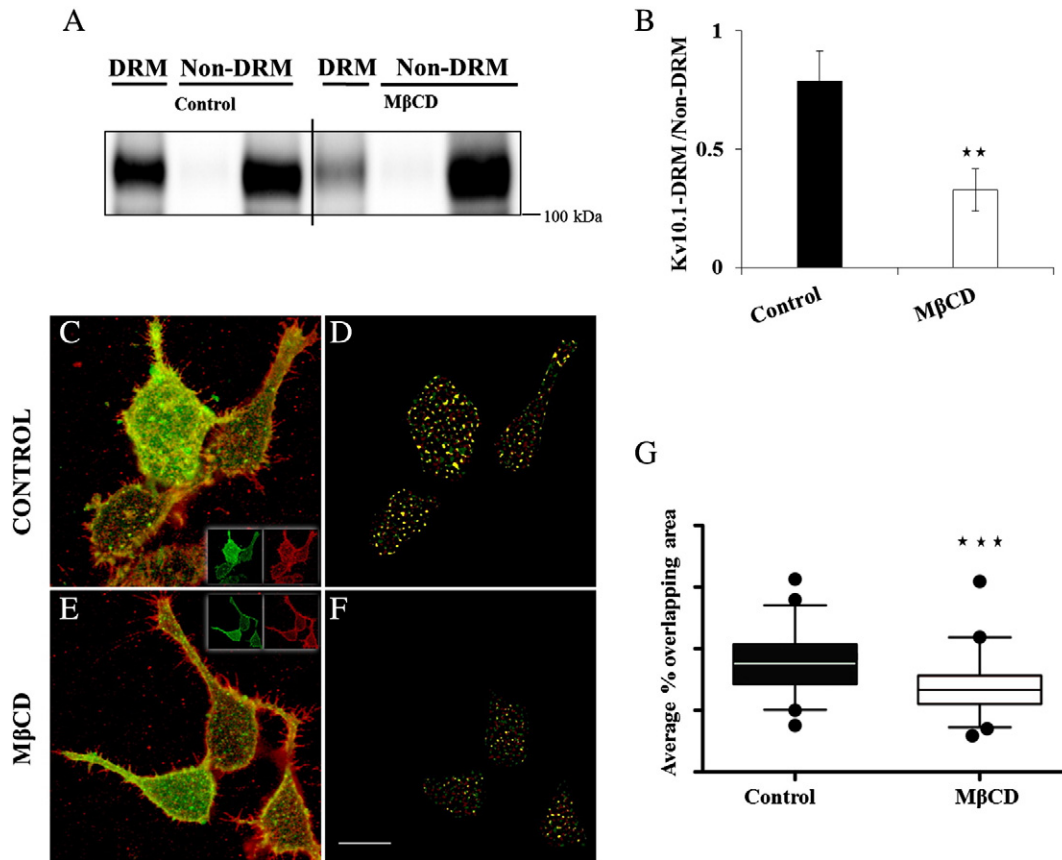 A
DRM Non-DRM DRM Non-DRM
Control MβCD
100 kDa
B
Kv10.1-DRM /Non-DRM
1
0.5
0
★★
Control MβCD
CONTROL
C D
MβCD
E F
G
Average % overlapping area
★ ★ ★
Control MβCD